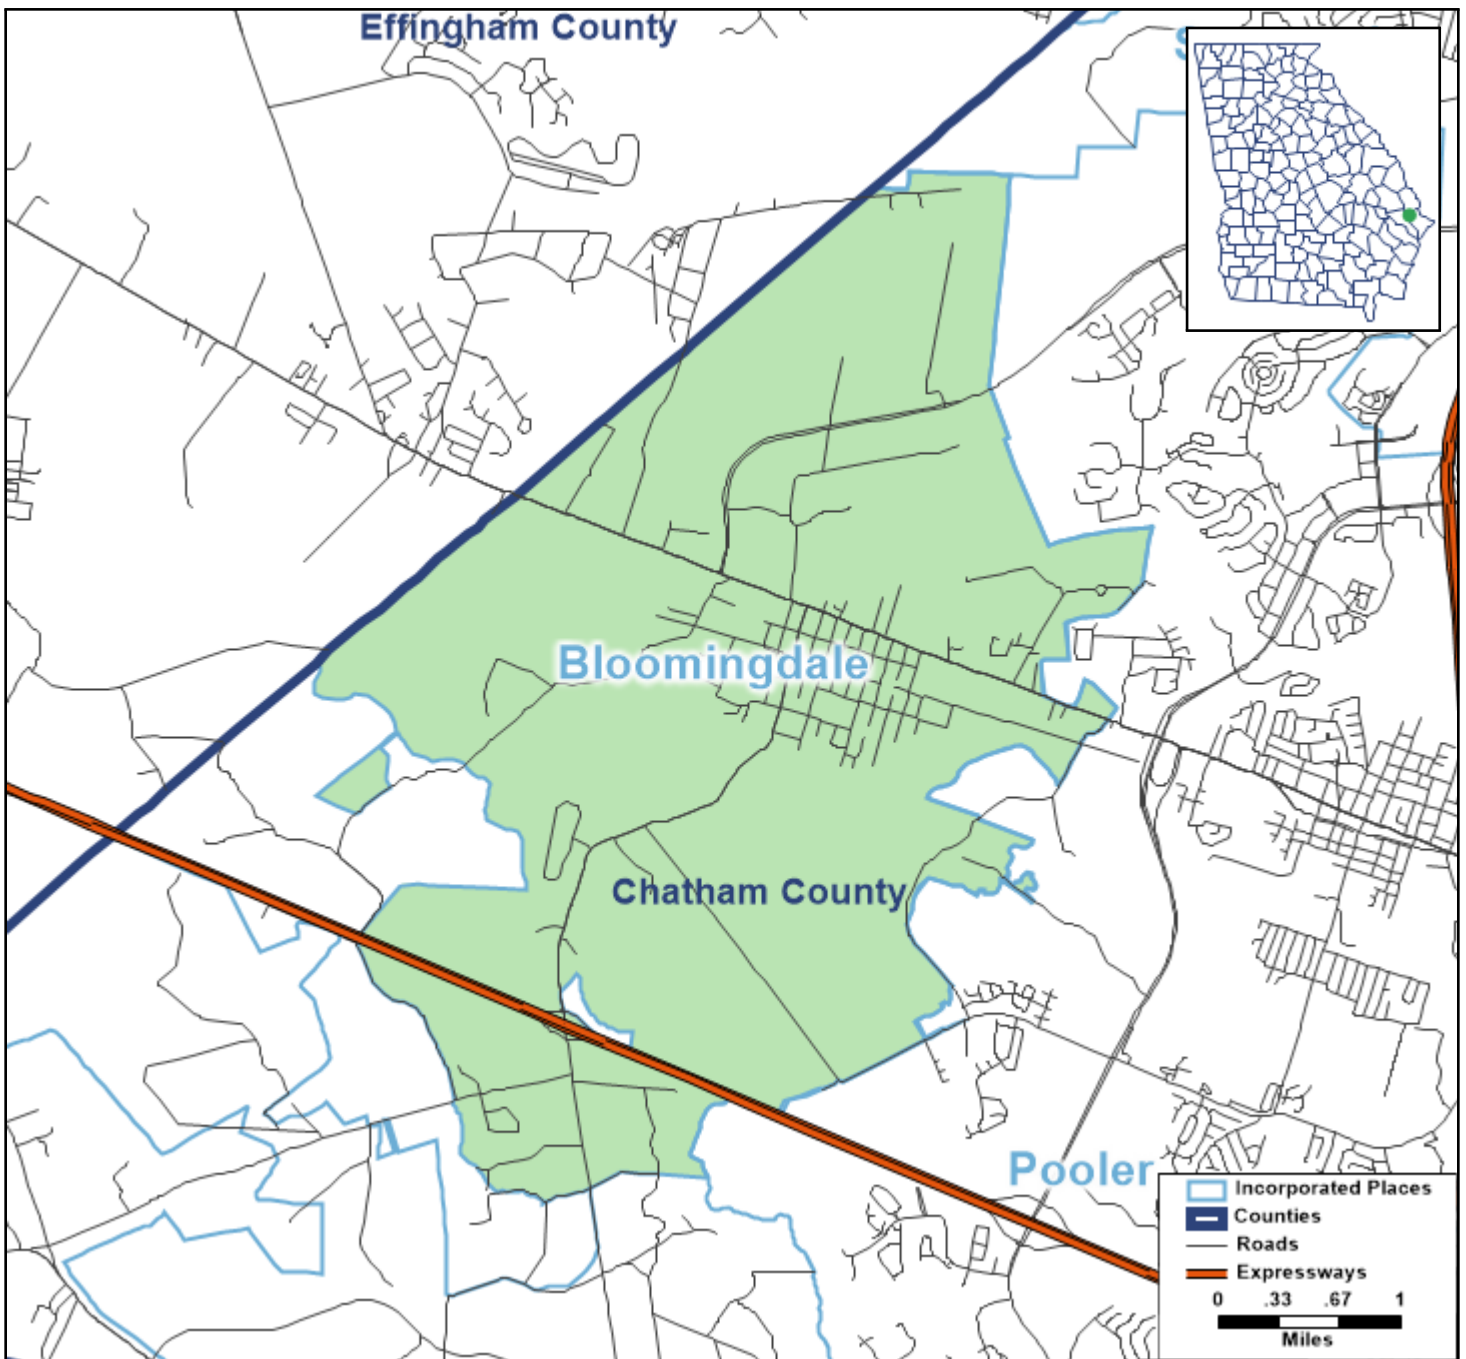 Effingham County
Bloomingdale
Chatham County
Pooler
Incorporated Places
Counties
Roads
Expressways
0 .33 .67 1
Miles